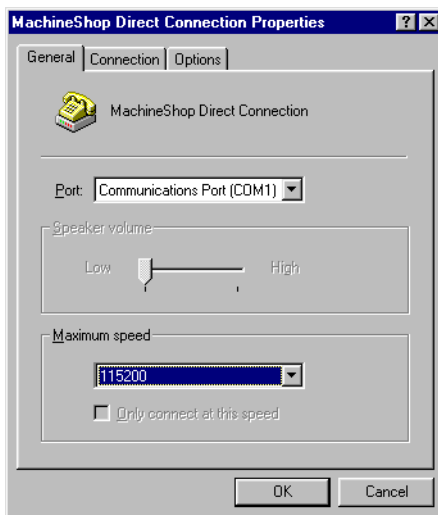 MachineShop Direct Connection Properties
General Connection Options
MachineShop Direct Connection
Port: Communications Port (COM1)
Speaker volume
Low High
Maximum speed
115200
Only connect at this speed
OK Cancel